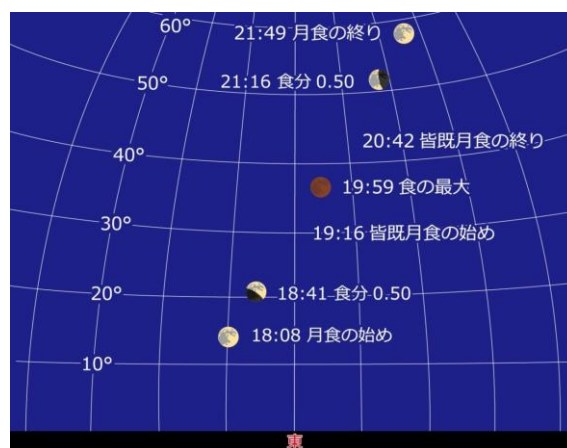 60°
21:49 月食の終り
21:16 食分 0.50
50°
20:42 皆既月食の終り
40°
19:59 食の最大
30°
19:16 皆既月食の始め
20°
18:41 食分 0.50
18:08 月食の始め
10°
東